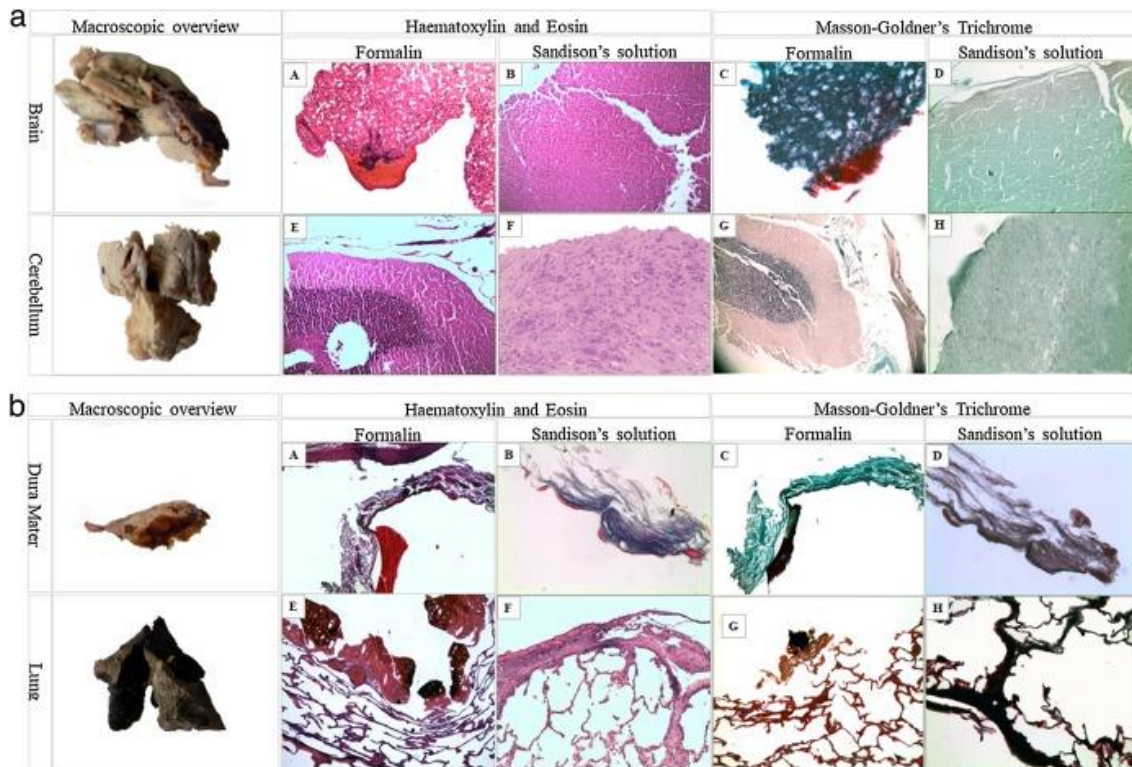 a
Macroscopic overview
Haematoxylin and Eosin
Masson-Goldner's Trichrome
Formalin
Sandison's solution
Formalin
Sandison's solution
Brain
A
B
C
D
Cerebellum
E
F
G
H
b
Macroscopic overview
Haematoxylin and Eosin
Masson-Goldner's Trichrome
Formalin
Sandison's solution
Formalin
Sandison's solution
Dura Mater
A
B
C
D
Lung
E
F
G
H